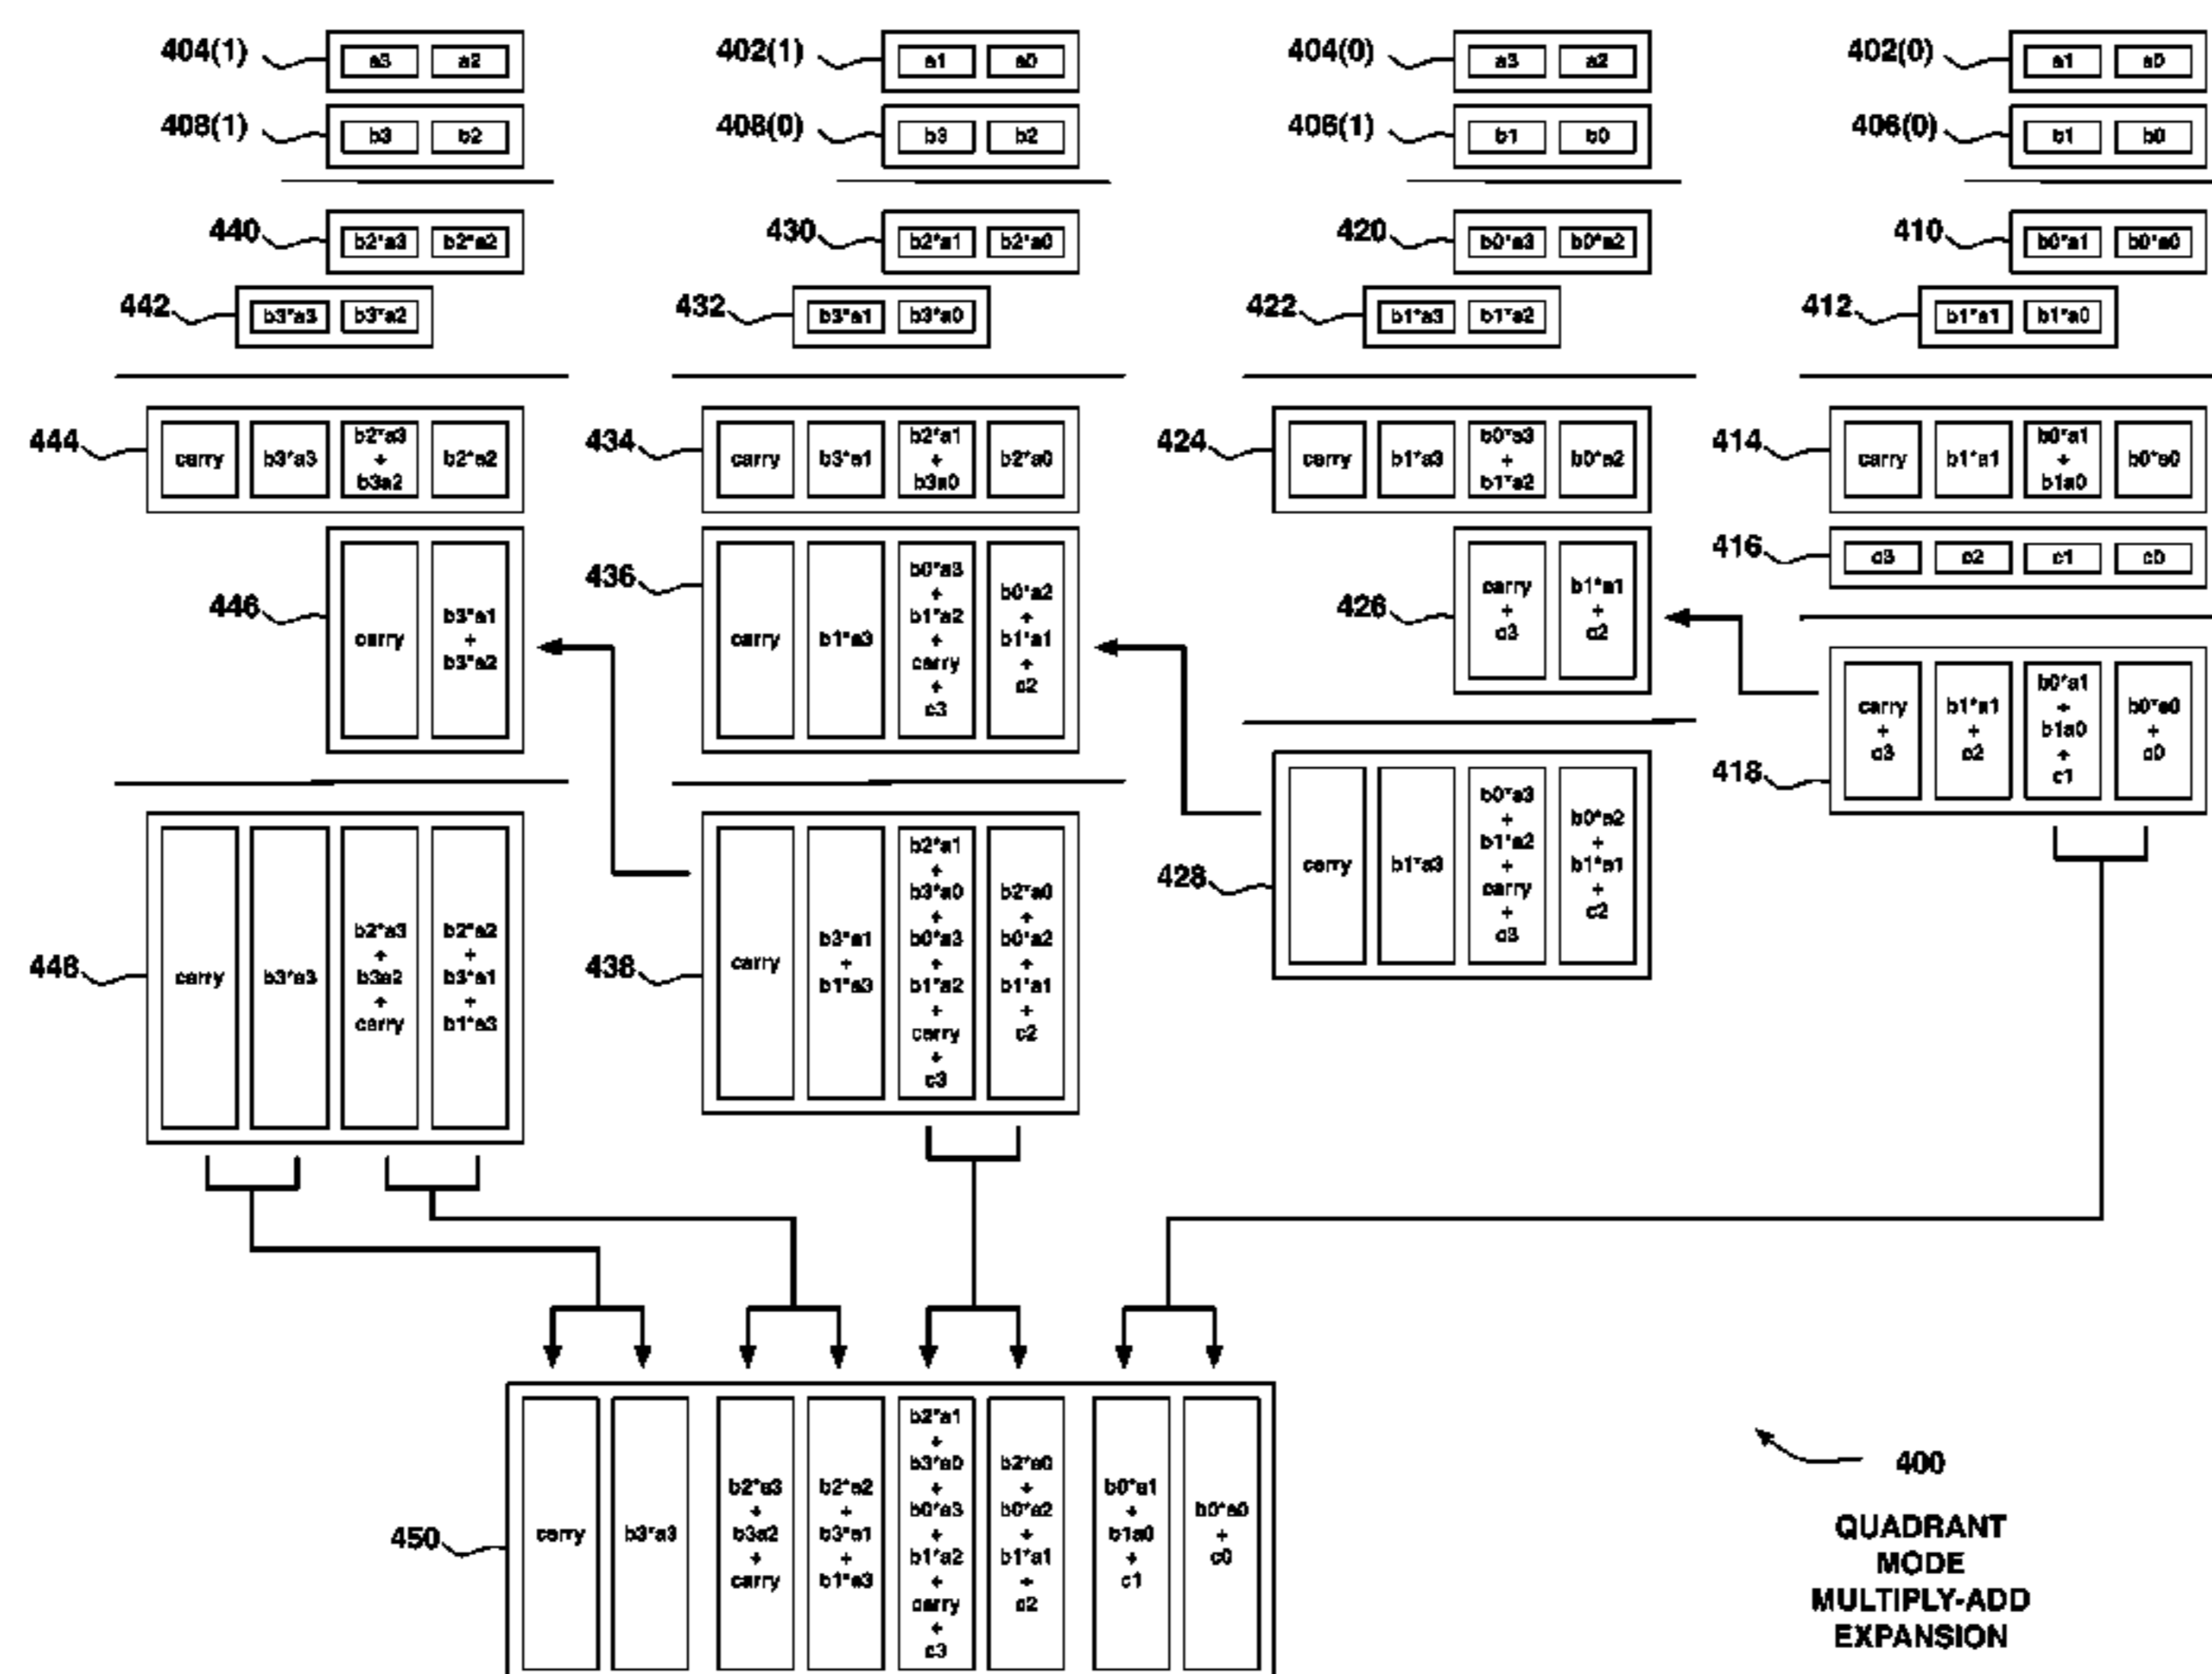 404(1) a3 a2 402(1) a1 a0 404(0) a3 a2 402(0) a1 a0
408(1) b3 b2 408(0) b3 b2 406(1) b1 b0 406(0) b1 b0
440 b2*a3 b2*a2 430 b2*a1 b2*a0 420 b0*a3 b0*a2 410 b0*a1 b0*a0
442 b3*a3 b3*a2 432 b3*a1 b3*a0 422 b1*a3 b1*a2 412 b1*a1 b1*a0
444 carry b3*a3 b2*a3 + b3a2 b2*a2
434 carry b3*a1 b2*a1 + b3a0 b2*a0
424 carry b1*a3 b0*a3 + b1*a2 b0*a2
414 carry b1*a1 b0*a1 + b1a0 b0*a0
446 carry b3*a1 + b3*a2
436 carry b1*a3 b0*a3 + b1*a2 + carry + c3 b0*a2 + b1*a1 + c2
426 carry + c3 b1*a1 + c2
416 c3 c2 c1 c0
418 carry + c3 b1*a1 + c2 b0*a1 + b1a0 + c1 b0*a0 + c0
448 carry b3*a3 b2*a3 + b3a2 + carry b2*a2 + b3*a1 + b1*a3
438 carry b3*a1 + b1*a3 b2*a1 + b3*a0 + b0*a3 + b1*a2 + carry + c3 b2*a0 + b0*a2 + b1*a1 + c2
428 carry b1*a3 b0*a3 + b1*a2 + carry + c3 b0*a2 + b1*a1 + c2
450 carry b3*a3 b2*a3 + b3a2 + carry b2*a2 + b3*a1 + b1*a3 b2*a1 + b3*a0 + b0*a3 + b1*a2 + carry + c3 b2*a0 + b0*a2 + b1*a1 + c2 b0*a1 + b1a0 + c1 b0*a0 + c0
400
QUADRANT
MODE
MULTIPLY-ADD
EXPANSION